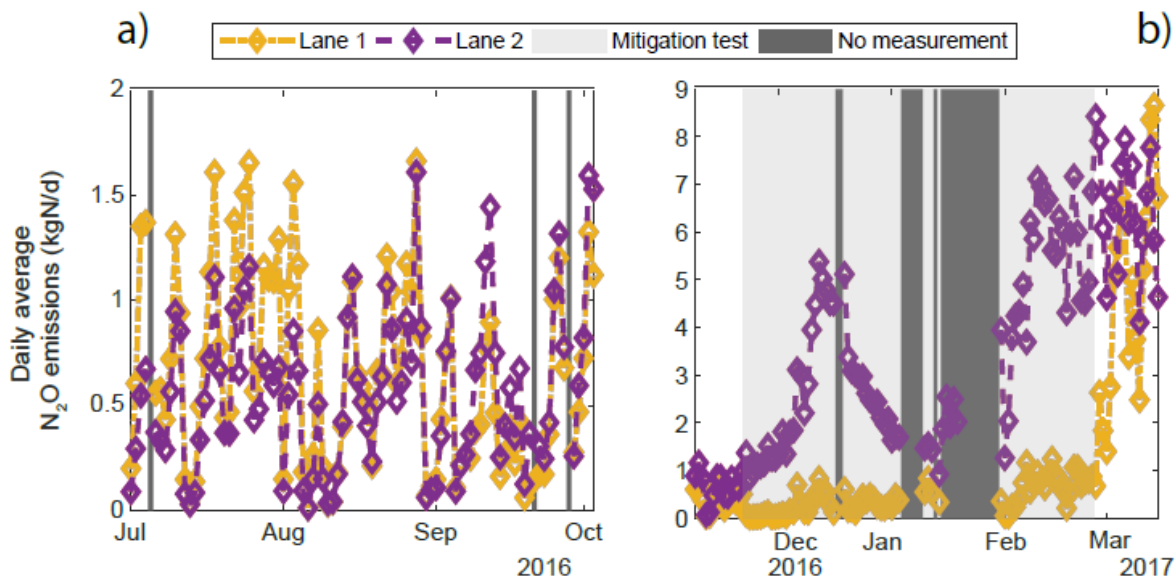 a)
Lane 1 Lane 2 Mitigation test No measurement
b)
Daily average
N₂O emissions (kgN/d)
2
1.5
1
0.5
0
Jul Aug Sep Oct
2016
9
8
7
6
5
4
3
2
1
0
Dec Jan Feb Mar
2016 2017